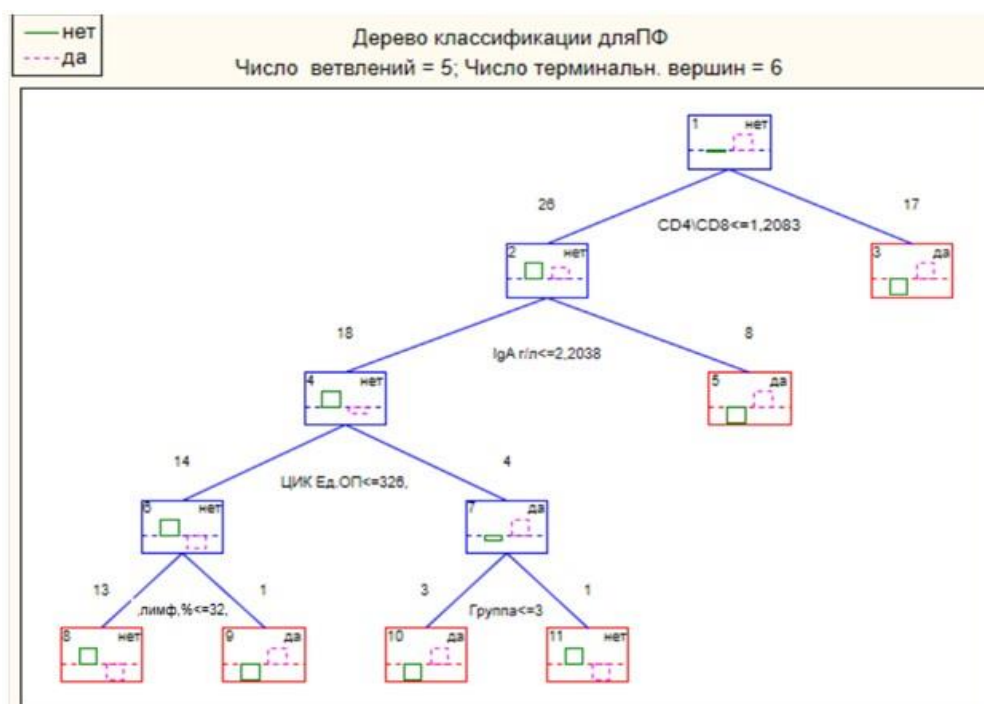 нет
да
Дерево классификации дляПФ
Число ветвлений = 5; Число терминальн. вершин = 6
1 нет
26 17
CD4\CD8<=1,2083
2 нет 3 да
18 8
IgA г/л<=2,2038
4 нет 5 да
14 4
ЦИК Ед.ОП<=326,
6 нет 7 да
13 1 3 1
,лимф,%<=32, Группа<=3
8 нет 9 да 10 да 11 нет